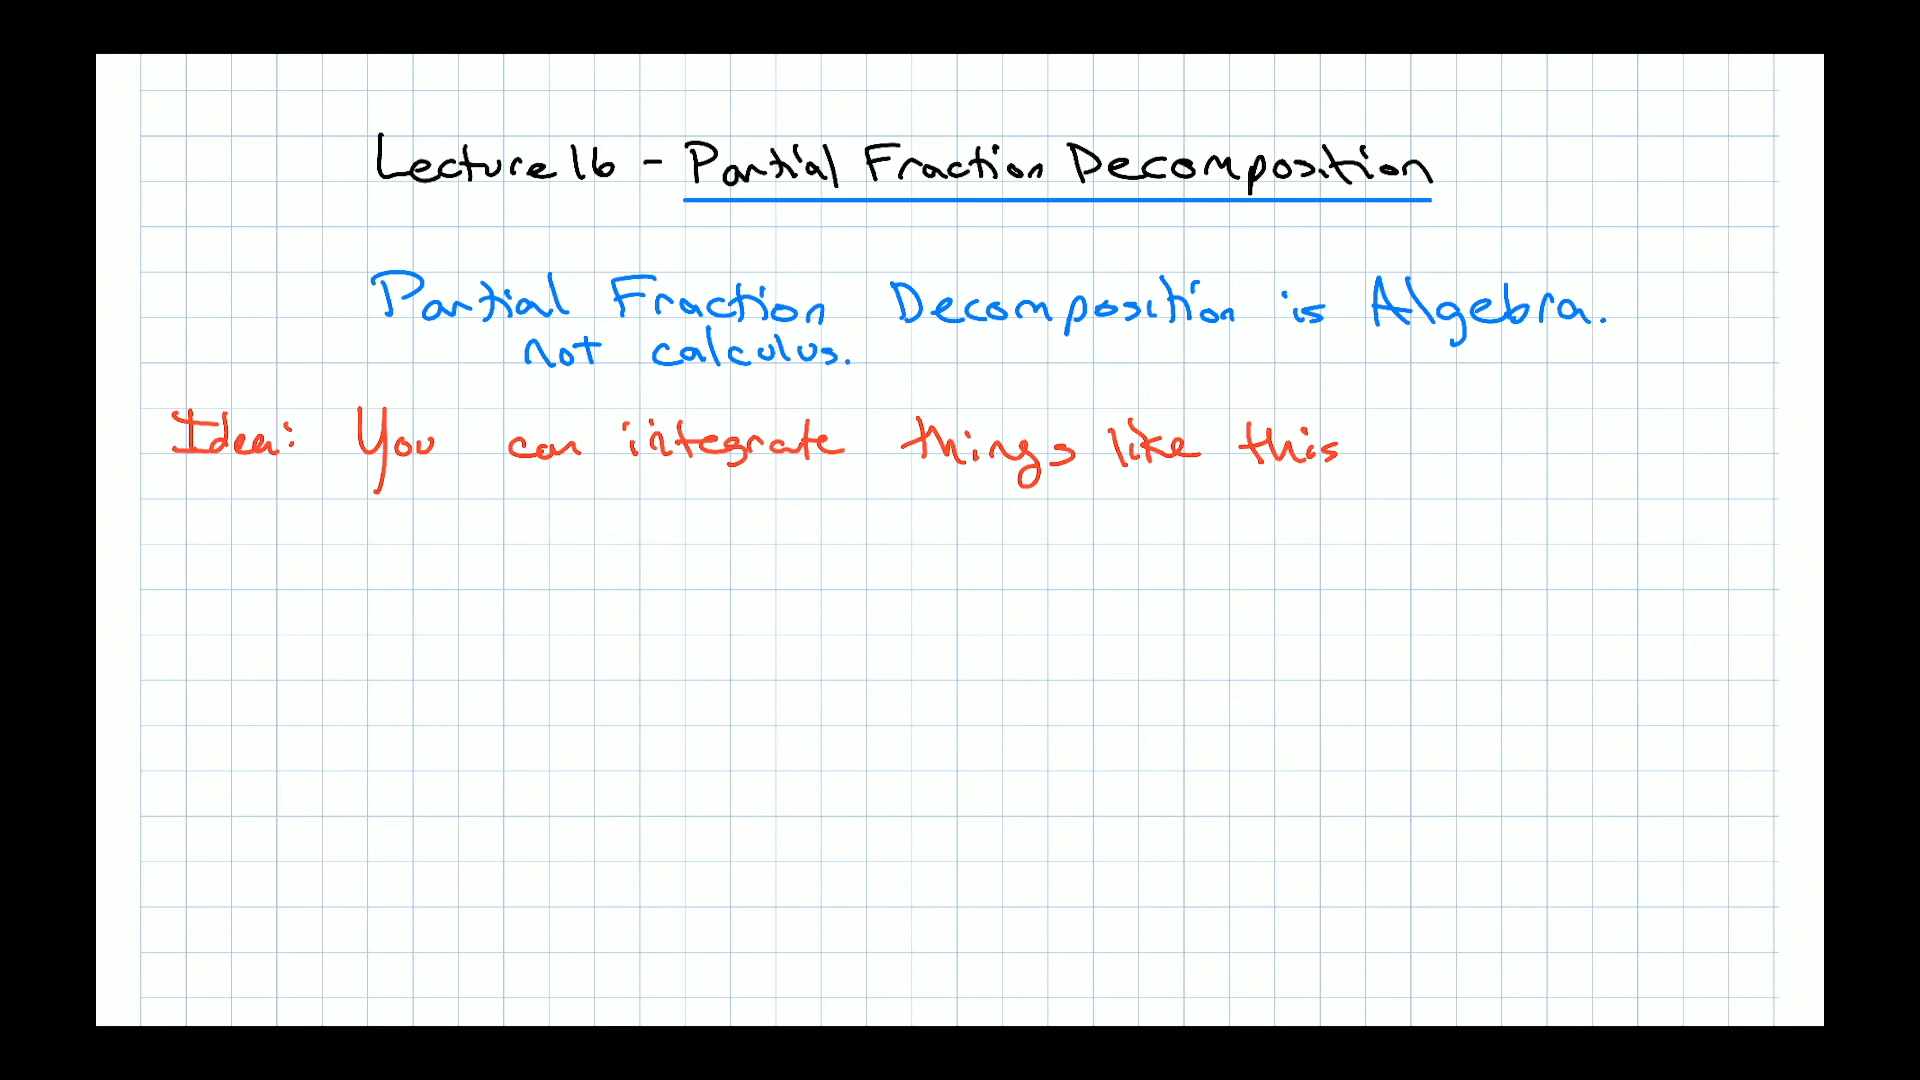 Lecture 16 - Partial Fraction Decomposition
Partial Fraction Decomposition is Algebra.
not calculus.
Idea: You can integrate things like this